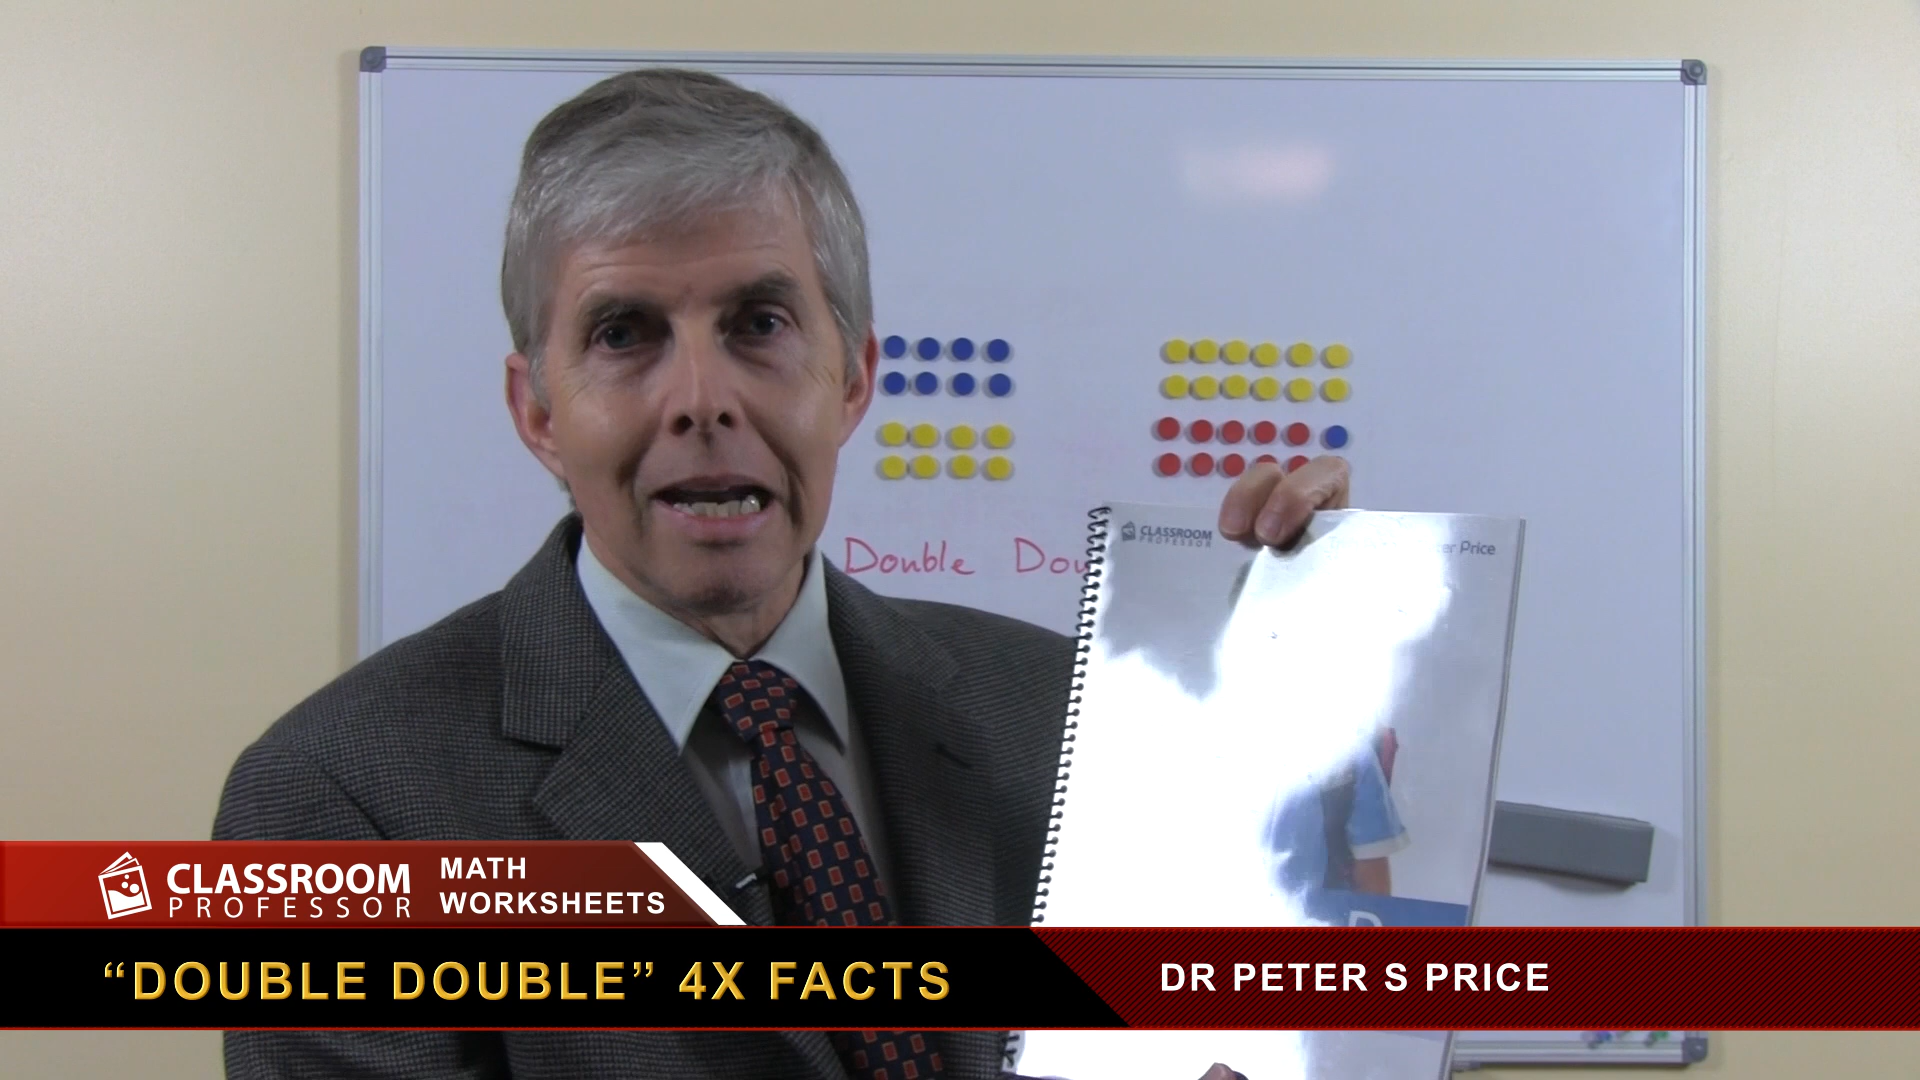 Double Dou
CLASSROOM
PROFESSOR
er Price
CLASSROOM
PROFESSOR
MATH
WORKSHEETS
“DOUBLE DOUBLE” 4X FACTS
DR PETER S PRICE